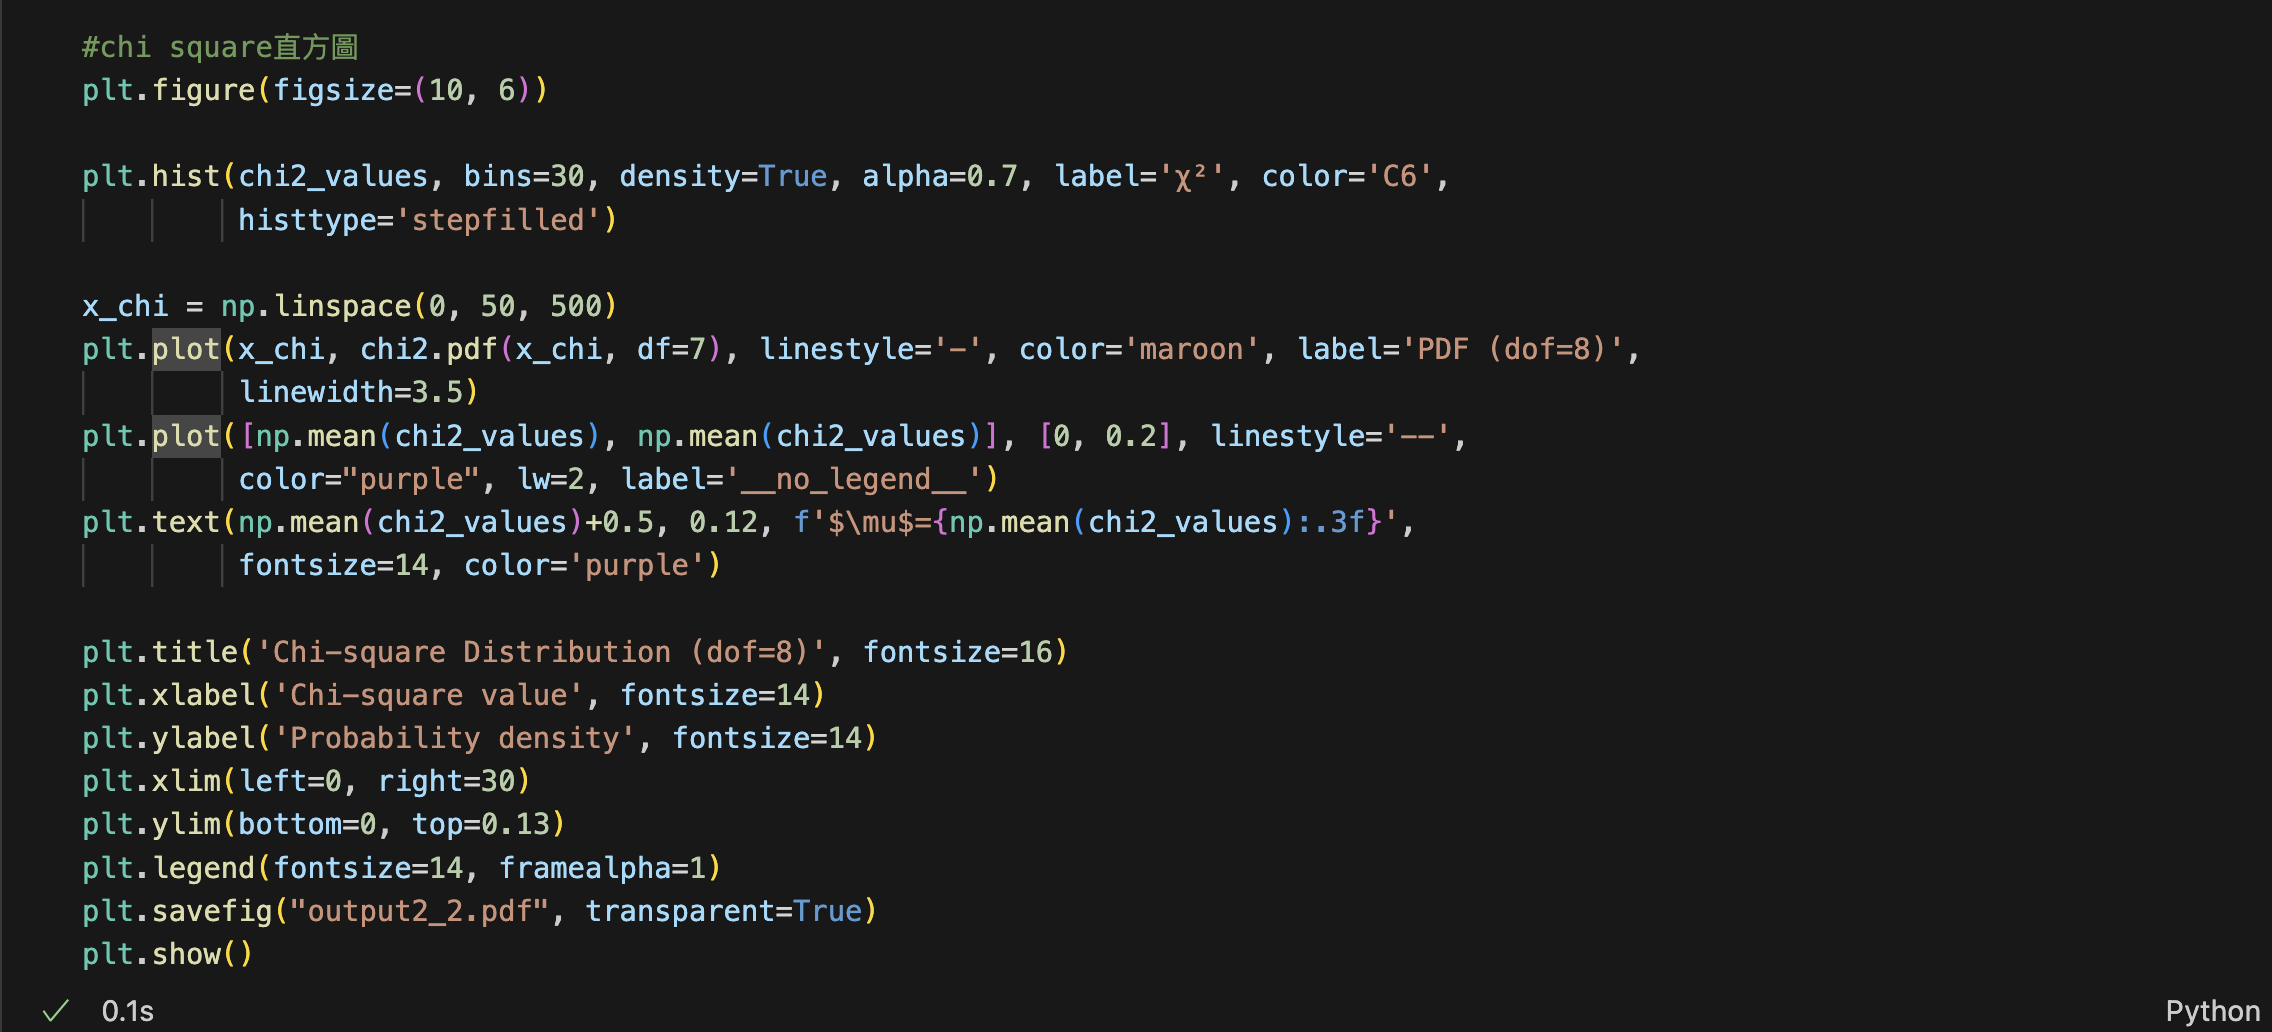 #chi square直方圖
plt.figure(figsize=(10, 6))
plt.hist(chi2_values, bins=30, density=True, alpha=0.7, label='χ²', color='C6',
histtype='stepfilled')
x_chi = np.linspace(0, 50, 500)
plt.plot(x_chi, chi2.pdf(x_chi, df=7), linestyle='-', color='maroon', label='PDF (dof=8)',
linewidth=3.5)
plt.plot([np.mean(chi2_values), np.mean(chi2_values)], [0, 0.2], linestyle='--',
color="purple", lw=2, label='__no_legend__')
plt.text(np.mean(chi2_values)+0.5, 0.12, f'$\mu$={np.mean(chi2_values):.3f}',
fontsize=14, color='purple')
plt.title('Chi-square Distribution (dof=8)', fontsize=16)
plt.xlabel('Chi-square value', fontsize=14)
plt.ylabel('Probability density', fontsize=14)
plt.xlim(left=0, right=30)
plt.ylim(bottom=0, top=0.13)
plt.legend(fontsize=14, framealpha=1)
plt.savefig("output2_2.pdf", transparent=True)
plt.show()
0.1s
Python